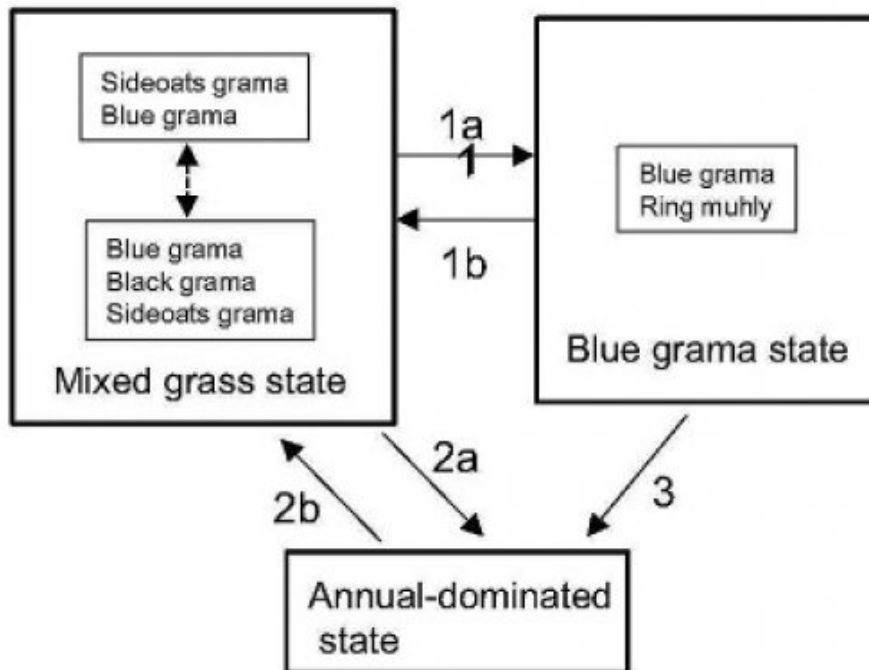 Sideoats grama
Blue grama
Blue grama
Black grama
Sideoats grama
Mixed grass state
1a
1
1b
Blue grama
Ring muhly
Blue grama state
2a
2b
3
Annual-dominated
state